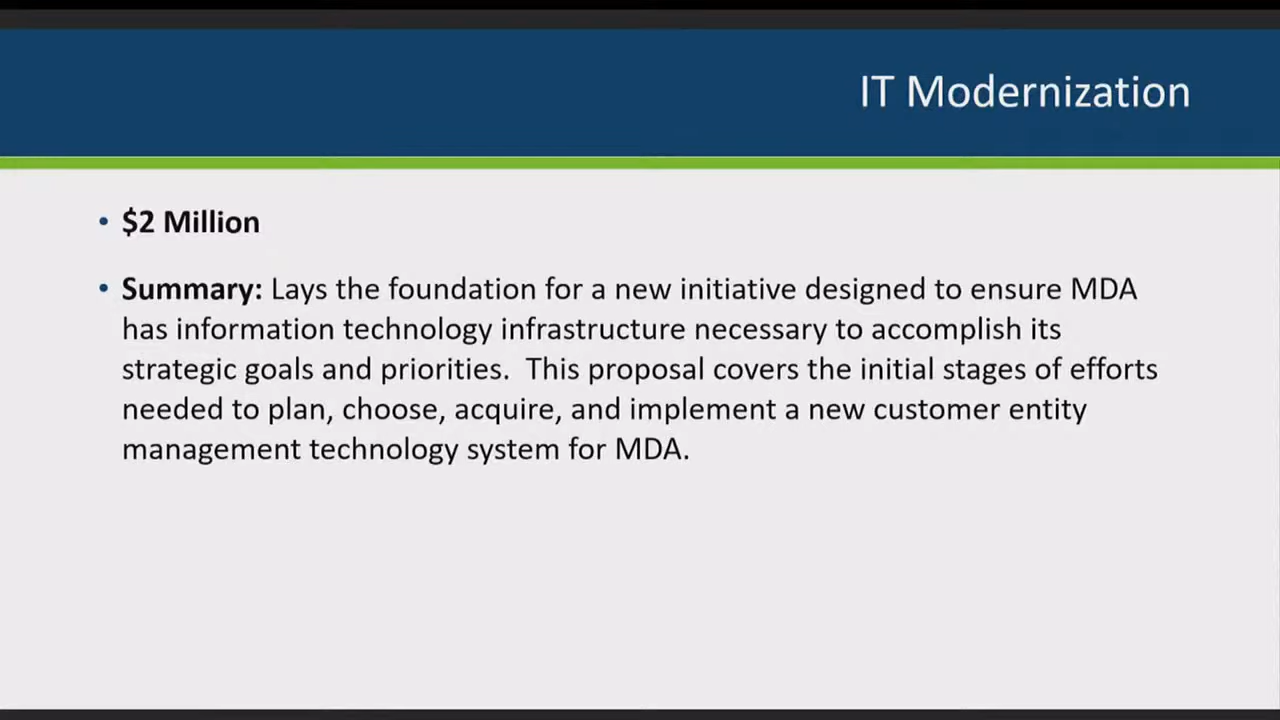 IT Modernization
• $2 Million
• Summary: Lays the foundation for a new initiative designed to ensure MDA
has information technology infrastructure necessary to accomplish its
strategic goals and priorities.  This proposal covers the initial stages of efforts
needed to plan, choose, acquire, and implement a new customer entity
management technology system for MDA.